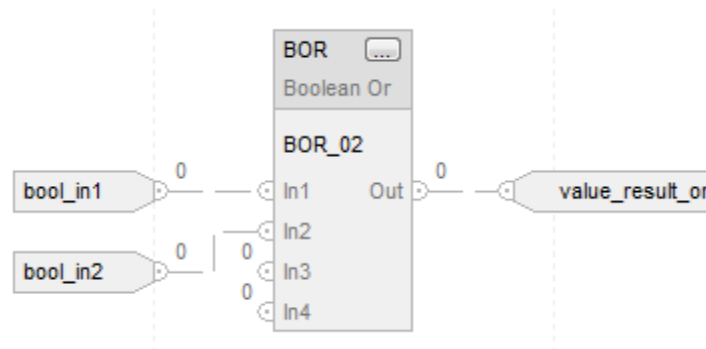 BOR ...
Boolean Or
BOR_02
bool_in1 0 In1 Out 0 value_result_or
In2
bool_in2 0 0 In3
0 In4